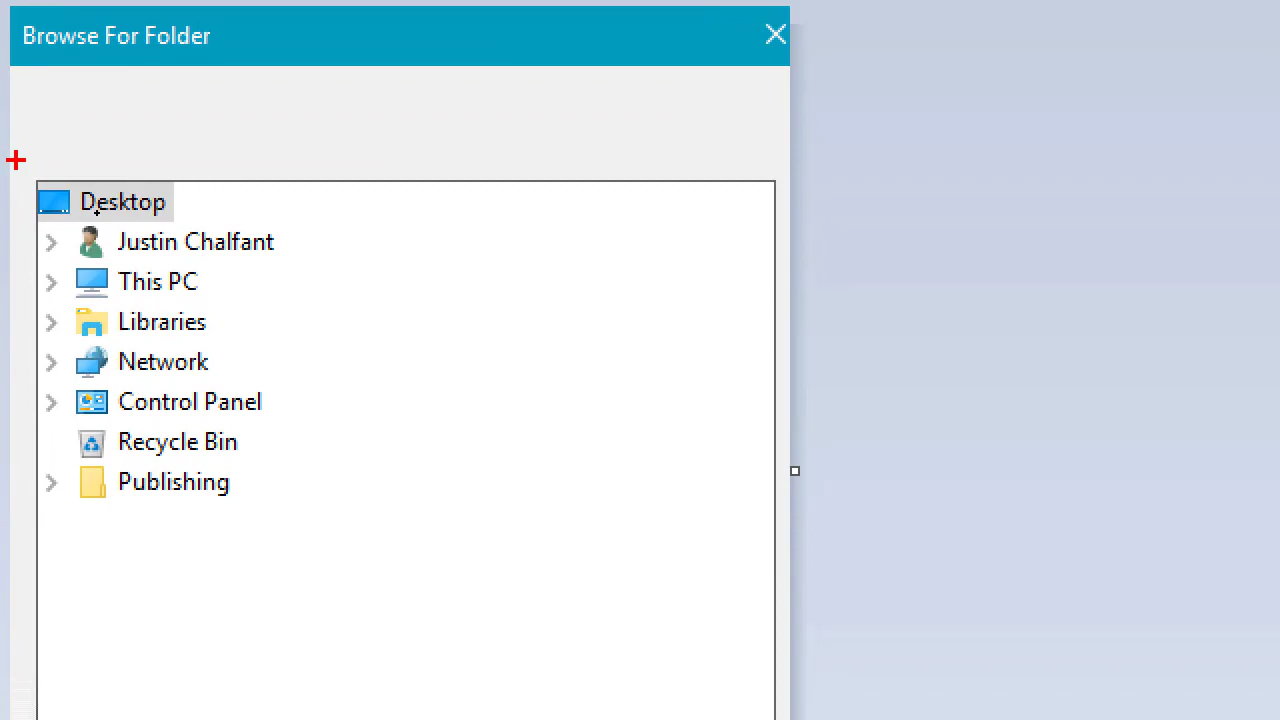 Browse For Folder
Desktop
Justin Chalfant
This PC
Libraries
Network
Control Panel
Recycle Bin
Publishing